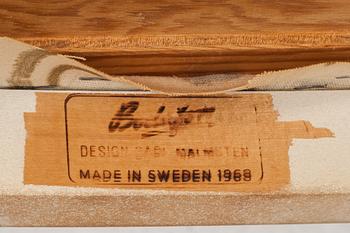 Bodafors
DESIGN CARL MALMSTEN
MADE IN SWEDEN 1969